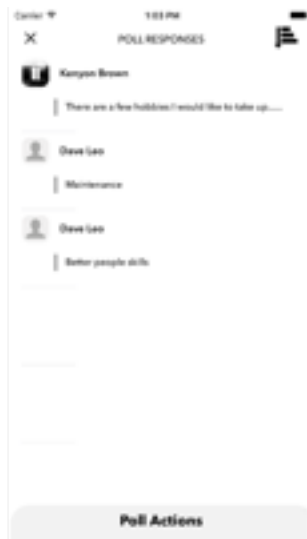 Carrier 1:03 PM
POLL RESPONSES
Kenyon Brown
There are a few hobbies I would like to take up.....
Dave Leo
Maintenance
Dave Leo
Better people skills
Poll Actions